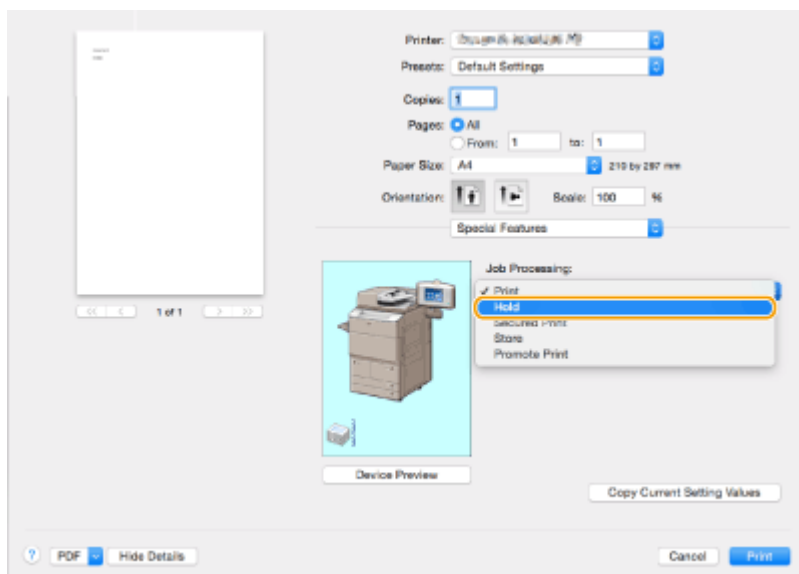 Printer:
Presets: Default Settings
Copies: 1
Pages: All
From: 1 to: 1
Paper Size: A4 210 by 297 mm
Orientation: Scale: 100 %
Special Features
Job Processing:
✓ Print
Hold
Secured Print
Store
Promote Print
<< < 1 of 1 > >>
Device Preview
Copy Current Setting Values
? PDF Hide Details Cancel Print